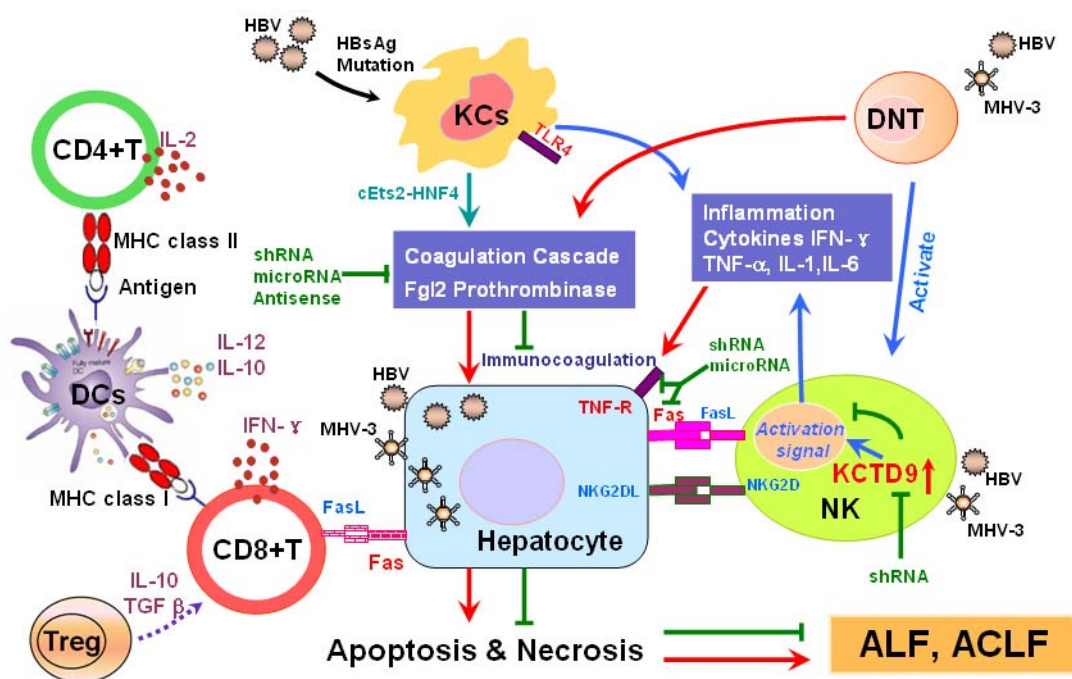 HBV
HBsAg
Mutation
KCs
TLR4
HBV
MHV-3
DNT
CD4+T
IL-2
cEts2-HNF4
MHC class II
Antigen
shRNA
microRNA
Antisense
Coagulation Cascade
Fgl2 Prothrombinase
Inflammation
Cytokines IFN- γ
TNF-α, IL-1,IL-6
Activate
Immunocoagulation
shRNA
microRNA
Fully mature
DC
DCs
IL-12
IL-10
HBV
MHV-3
TNF-R
Fas
FasL
Activation
signal
KCTD9
NK
HBV
MHV-3
shRNA
NKG2DL
NKG2D
Hepatocyte
IFN- γ
MHC class I
CD8+T
FasL
Fas
IL-10
TGF β
Treg
Apoptosis & Necrosis
ALF, ACLF